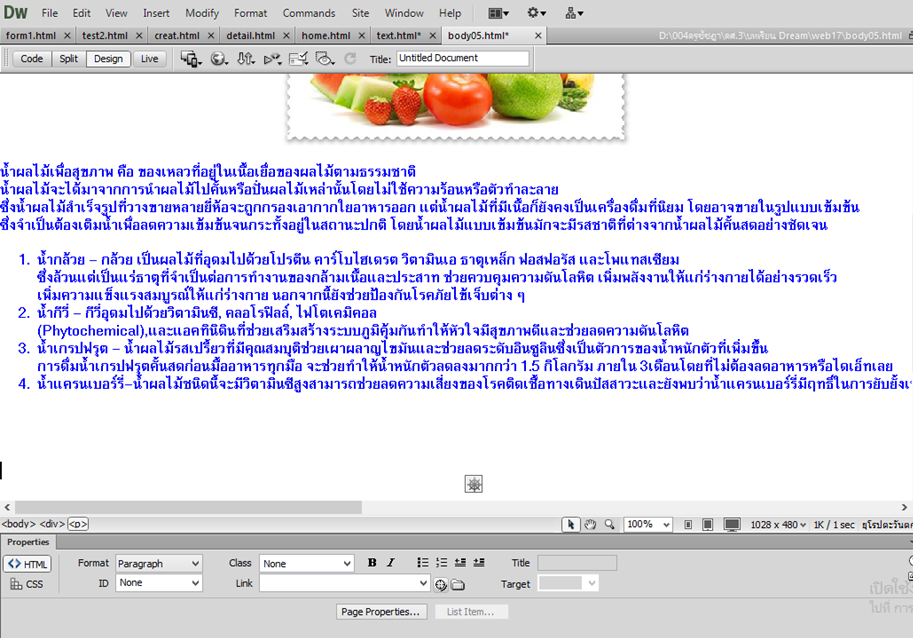 Dw File Edit View Insert Modify Format Commands Site Window Help
form1.html × test2.html × creat.html × detail.html × home.html × text.html* × body05.html* ×
Code Split Design Live Title: Untitled Document
น้ำผลไม้เพื่อสุขภาพ คือ ของเหลวที่อยู่ในเนื้อเยื่อของผลไม้ตามธรรมชาติ
น้ำผลไม้จะได้มาจากการนำผลไม้ไปคั้นหรือปั่นผลไม้เหล่านั้นโดยไม่ใช้ความร้อนหรือตัวทำละลาย
ซึ่งน้ำผลไม้สำเร็จรูปที่วางขายหลายยี่ห้อจะถูกกรองเอากากใยอาหารออก แต่น้ำผลไม้ที่มีเนื้อก็ยังคงเป็นเครื่องดื่มที่นิยม โดยอาจขายในรูปแบบเข้มข้น
ซึ่งจำเป็นต้องเติมน้ำเพื่อลดความเข้มข้นจนกระทั่งอยู่ในสถานะปกติ โดยน้ำผลไม้แบบเข้มข้นมักจะมีรสชาติที่ต่างจากน้ำผลไม้คั้นสดอย่างชัดเจน
1. น้ำกล้วย – กล้วย เป็นผลไม้ที่อุดมไปด้วยโปรตีน คาร์โบไฮเดรต วิตามินเอ ธาตุเหล็ก ฟอสฟอรัส และโพแทสเซียม
ซึ่งล้วนแต่เป็นแร่ธาตุที่จำเป็นต่อการทำงานของกล้ามเนื้อและประสาท ช่วยควบคุมความดันโลหิต เพิ่มพลังงานให้แก่ร่างกายได้อย่างรวดเร็ว
เพิ่มความแข็งแรงสมบูรณ์ให้แก่ร่างกาย นอกจากนี้ยังช่วยป้องกันโรคภัยไข้เจ็บต่าง ๆ
2. น้ำกีวี่ – กีวี่อุดมไปด้วยวิตามินซี, คลอโรฟิลล์, ไฟโตเคมิคอล
(Phytochemical),และแอคทินิดินที่ช่วยเสริมสร้างระบบภูมิคุ้มกันทำให้หัวใจมีสุขภาพดีและช่วยลดความดันโลหิต
3. น้ำเกรปฟรุต – น้ำผลไม้รสเปรี้ยวที่มีคุณสมบุติช่วยเผาผลาญไขมันและช่วยลดระดับอินซูลินซึ่งเป็นตัวการของน้ำหนักตัวที่เพิ่มขึ้น
การดื่มน้ำเกรปฟรุตคั้นสดก่อนมื้ออาหารทุกมื้อ จะช่วยทำให้น้ำหนักตัวลดลงมากกว่า 1.5 กิโลกรัม ภายใน 3เดือนโดยที่ไม่ต้องลดอาหารหรือไดเอ็ทเลย
4. น้ำแครนเบอร์รี่–น้ำผลไม้ชนิดนี้จะมีวิตามินซีสูงสามารถช่วยลดความเสี่ยงของโรคติดเชื้อทางเดินปัสสาวะและยังพบว่าน้ำแครนเบอร์รี่มีฤทธิ์ในการยับยั้งเ
<body> <div> <p> 100% 1028 x 480 1K / 1 sec
Properties
<> HTML Format Paragraph Class None B I Title
CSS ID None Link Target
Page Properties... List Item...